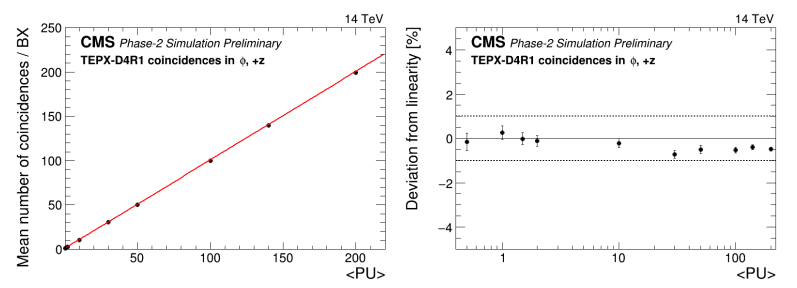 14 TeV
CMS Phase-2 Simulation Preliminary
TEPX-D4R1 coincidences in ϕ, +z
Mean number of coincidences / BX
250
200
150
100
50
0
0 50 100 150 200
<PU>
14 TeV
CMS Phase-2 Simulation Preliminary
TEPX-D4R1 coincidences in ϕ, +z
Deviation from linearity [%]
4
2
0
−2
−4
1 10 100
<PU>